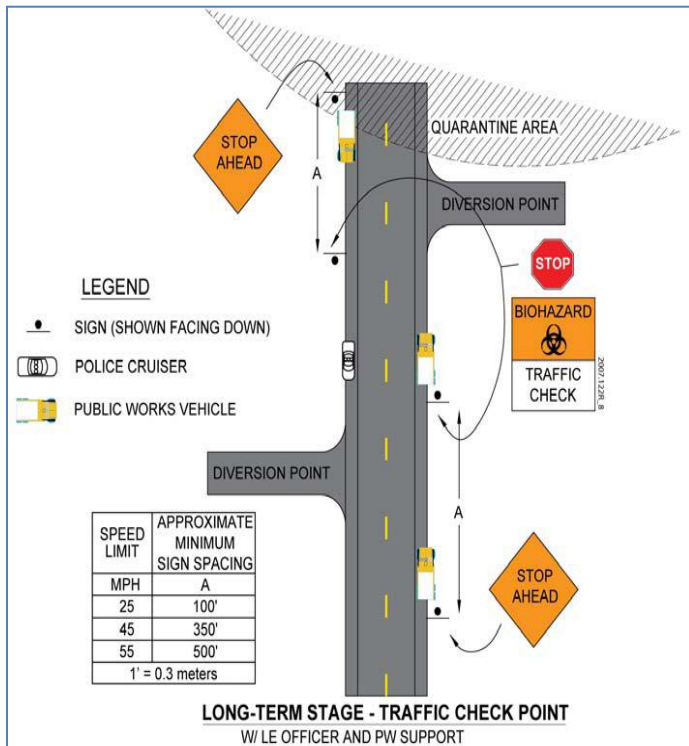 STOP
AHEAD
QUARANTINE AREA
A
DIVERSION POINT
STOP
BIOHAZARD
TRAFFIC
CHECK
2007.122R_8
LEGEND
SIGN (SHOWN FACING DOWN)
POLICE CRUISER
PUBLIC WORKS VEHICLE
DIVERSION POINT
A
STOP
AHEAD
SPEED
LIMIT
APPROXIMATE
MINIMUM
SIGN SPACING
MPH A
25 100'
45 350'
55 500'
1' = 0.3 meters
LONG-TERM STAGE - TRAFFIC CHECK POINT
W/ LE OFFICER AND PW SUPPORT